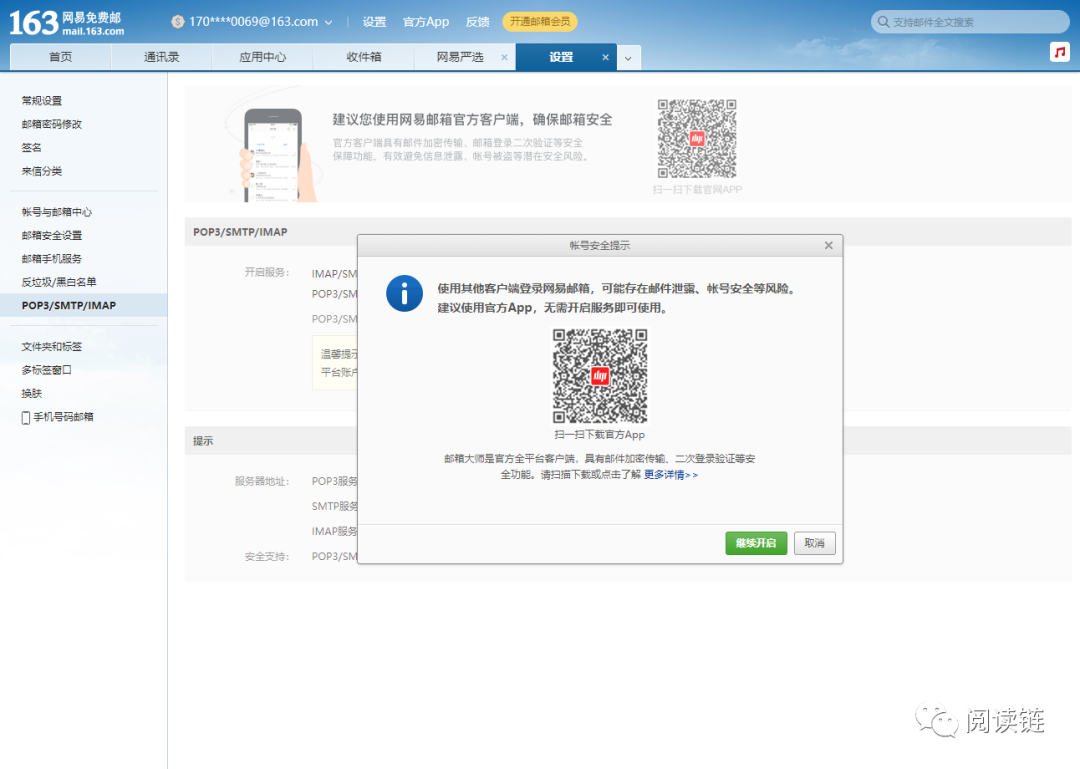 163 网易免费邮
mail.163.com
170****0069@163.com
设置
官方App
反馈
开通邮箱会员
支持邮件全文搜索
首页
通讯录
应用中心
收件箱
网易严选
设置
常规设置
邮箱密码修改
签名
来信分类
帐号与邮箱中心
邮箱安全设置
邮箱手机服务
反垃圾/黑白名单
POP3/SMTP/IMAP
文件夹和标签
多标签窗口
换肤
手机号码邮箱
建议您使用网易邮箱官方客户端，确保邮箱安全
官方客户端具有邮件加密传输、邮箱登录二次验证等安全
保障功能。有效避免信息泄露、帐号被盗等潜在安全风险。
扫一扫下载官网APP
POP3/SMTP/IMAP
开启服务：
IMAP/SM
POP3/SM
POP3/SM
温馨提示
平台账户
帐号安全提示
使用其他客户端登录网易邮箱，可能存在邮件泄露、帐号安全等风险。
建议使用官方App，无需开启服务即可使用。
扫一扫下载官方App
邮箱大师是官方全平台客户端，具有邮件加密传输、二次登录验证等安
全功能。请扫描下载或点击了解 更多详情>>
继续开启
取消
提示
服务器地址：
POP3服务
SMTP服务
IMAP服务
安全支持：
POP3/SM
阅读链